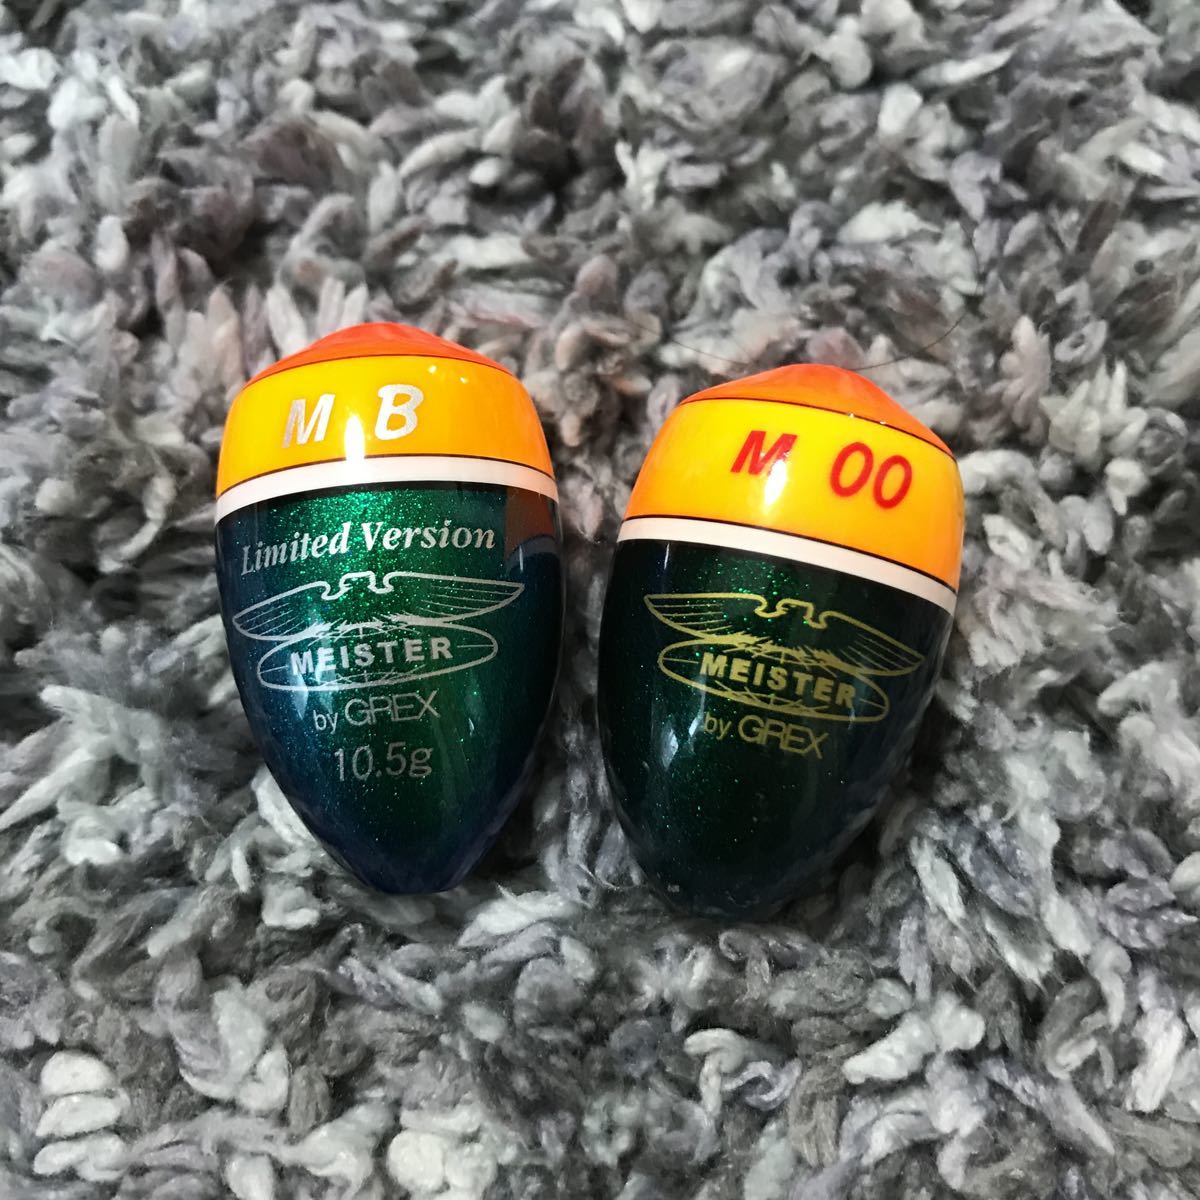 M B
Limited Version
MEISTER
by GREX
10.5g
M 00
MEISTER
by GREX